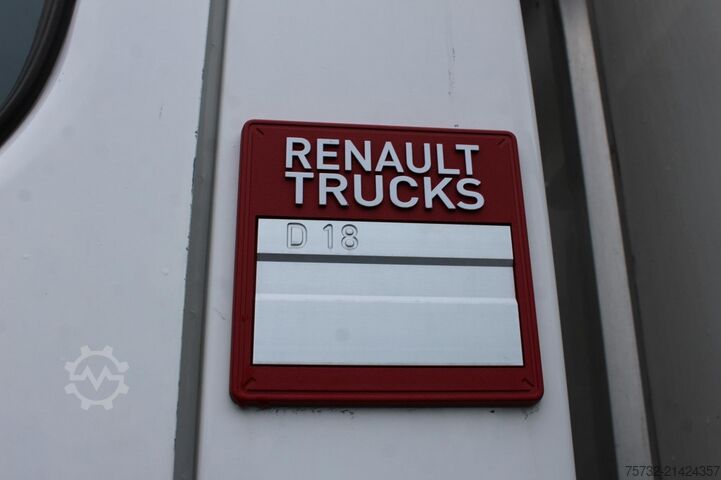 RENAULT
TRUCKS
D 18
75732-21424357